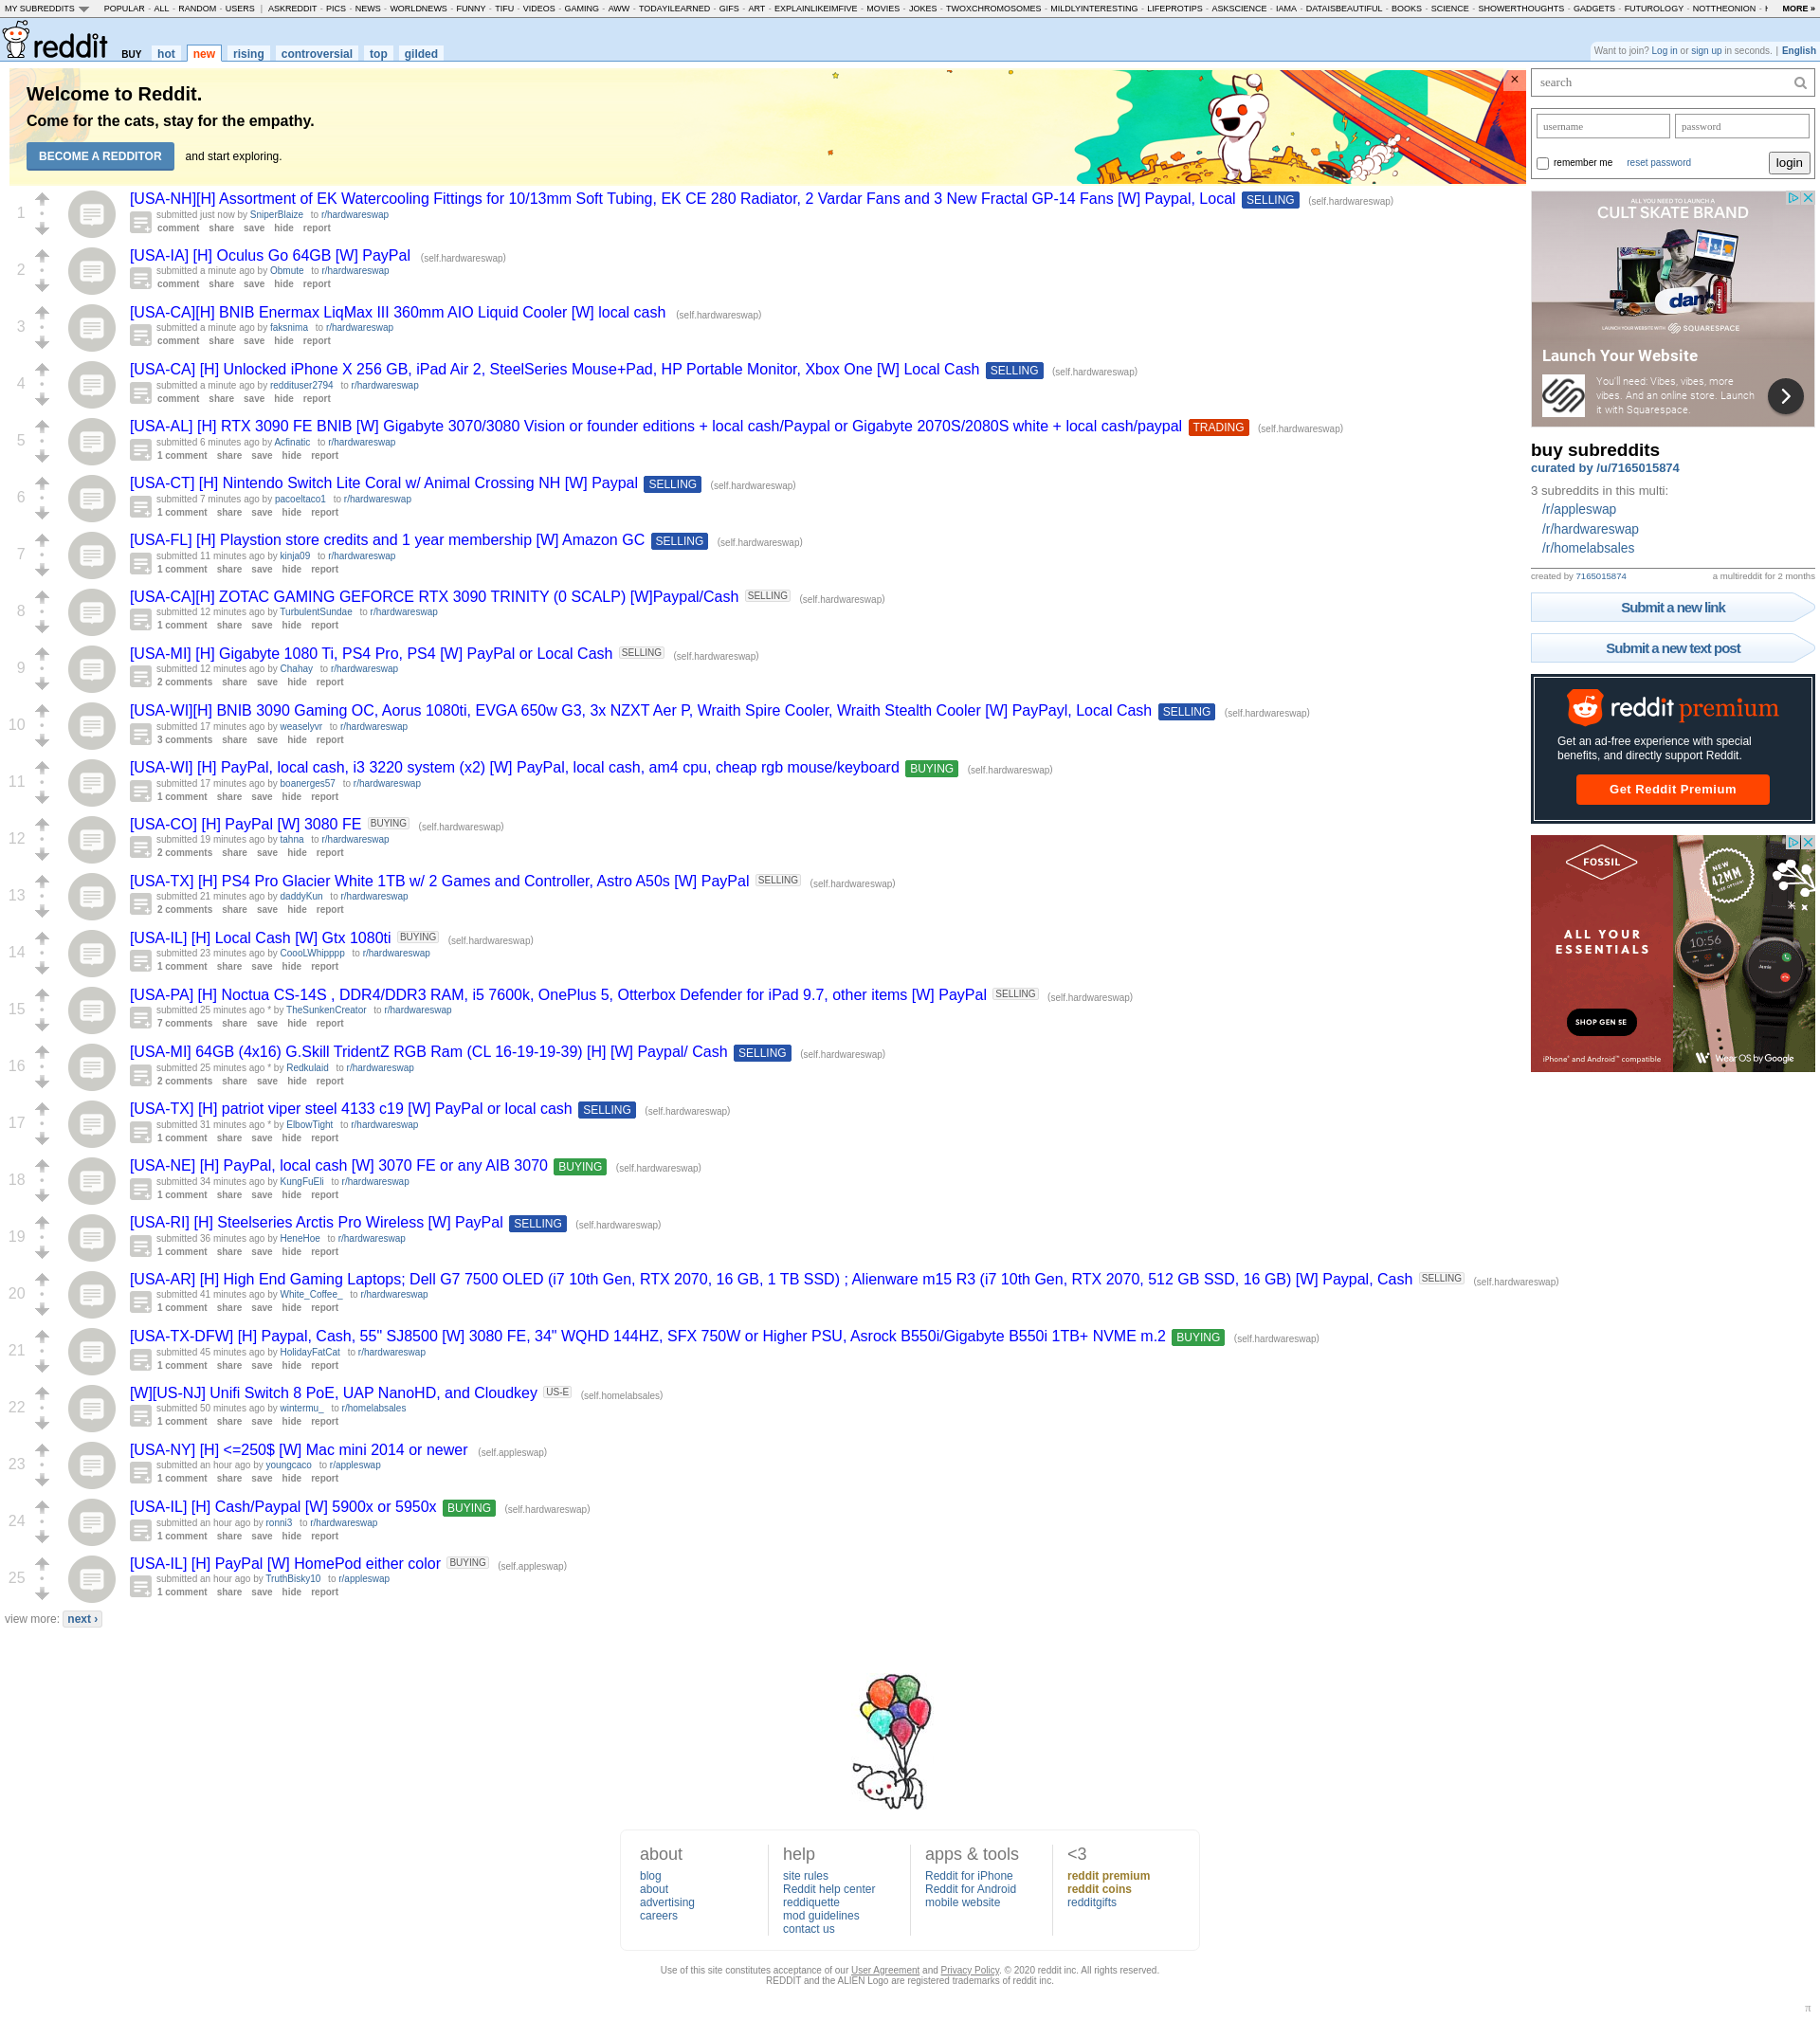 MY SUBREDDITS POPULAR - ALL - RANDOM - USERS | ASKREDDIT - PICS - NEWS - WORLDNEWS - FUNNY - TIFU - VIDEOS - GAMING - AWW - TODAYILEARNED - GIFS - ART - EXPLAINLIKEIMFIVE - MOVIES - JOKES - TWOXCHROMOSOMES - MILDLYINTERESTING - LIFEPROTIPS - ASKSCIENCE - IAMA - DATAISBEAUTIFUL - BOOKS - SCIENCE - SHOWERTHOUGHTS - GADGETS - FUTUROLOGY - NOTTHEONION - MORE »
reddit BUY hot new rising controversial top gilded
Want to join? Log in or sign up in seconds. | English
Welcome to Reddit.
Come for the cats, stay for the empathy.
BECOME A REDDITOR and start exploring.
×
1
[USA-NH][H] Assortment of EK Watercooling Fittings for 10/13mm Soft Tubing, EK CE 280 Radiator, 2 Vardar Fans and 3 New Fractal GP-14 Fans [W] Paypal, Local SELLING (self.hardwareswap)
submitted just now by SniperBlaize to r/hardwareswap
comment share save hide report
2
[USA-IA] [H] Oculus Go 64GB [W] PayPal (self.hardwareswap)
submitted a minute ago by Obmute to r/hardwareswap
comment share save hide report
3
[USA-CA][H] BNIB Enermax LiqMax III 360mm AIO Liquid Cooler [W] local cash (self.hardwareswap)
submitted a minute ago by faksnima to r/hardwareswap
comment share save hide report
4
[USA-CA] [H] Unlocked iPhone X 256 GB, iPad Air 2, SteelSeries Mouse+Pad, HP Portable Monitor, Xbox One [W] Local Cash SELLING (self.hardwareswap)
submitted a minute ago by reddituser2794 to r/hardwareswap
comment share save hide report
5
[USA-AL] [H] RTX 3090 FE BNIB [W] Gigabyte 3070/3080 Vision or founder editions + local cash/Paypal or Gigabyte 2070S/2080S white + local cash/paypal TRADING (self.hardwareswap)
submitted 6 minutes ago by Acfinatic to r/hardwareswap
1 comment share save hide report
6
[USA-CT] [H] Nintendo Switch Lite Coral w/ Animal Crossing NH [W] Paypal SELLING (self.hardwareswap)
submitted 7 minutes ago by pacoeltaco1 to r/hardwareswap
1 comment share save hide report
7
[USA-FL] [H] Playstion store credits and 1 year membership [W] Amazon GC SELLING (self.hardwareswap)
submitted 11 minutes ago by kinja09 to r/hardwareswap
1 comment share save hide report
8
[USA-CA][H] ZOTAC GAMING GEFORCE RTX 3090 TRINITY (0 SCALP) [W]Paypal/Cash SELLING (self.hardwareswap)
submitted 12 minutes ago by TurbulentSundae to r/hardwareswap
1 comment share save hide report
9
[USA-MI] [H] Gigabyte 1080 Ti, PS4 Pro, PS4 [W] PayPal or Local Cash SELLING (self.hardwareswap)
submitted 12 minutes ago by Chahay to r/hardwareswap
2 comments share save hide report
10
[USA-WI][H] BNIB 3090 Gaming OC, Aorus 1080ti, EVGA 650w G3, 3x NZXT Aer P, Wraith Spire Cooler, Wraith Stealth Cooler [W] PayPayl, Local Cash SELLING (self.hardwareswap)
submitted 17 minutes ago by weaselyvr to r/hardwareswap
3 comments share save hide report
11
[USA-WI] [H] PayPal, local cash, i3 3220 system (x2) [W] PayPal, local cash, am4 cpu, cheap rgb mouse/keyboard BUYING (self.hardwareswap)
submitted 17 minutes ago by boanerges57 to r/hardwareswap
1 comment share save hide report
12
[USA-CO] [H] PayPal [W] 3080 FE BUYING (self.hardwareswap)
submitted 19 minutes ago by tahna to r/hardwareswap
2 comments share save hide report
13
[USA-TX] [H] PS4 Pro Glacier White 1TB w/ 2 Games and Controller, Astro A50s [W] PayPal SELLING (self.hardwareswap)
submitted 21 minutes ago by daddyKun to r/hardwareswap
2 comments share save hide report
14
[USA-IL] [H] Local Cash [W] Gtx 1080ti BUYING (self.hardwareswap)
submitted 23 minutes ago by CoooLWhipppp to r/hardwareswap
1 comment share save hide report
15
[USA-PA] [H] Noctua CS-14S , DDR4/DDR3 RAM, i5 7600k, OnePlus 5, Otterbox Defender for iPad 9.7, other items [W] PayPal SELLING (self.hardwareswap)
submitted 25 minutes ago * by TheSunkenCreator to r/hardwareswap
7 comments share save hide report
16
[USA-MI] 64GB (4x16) G.Skill TridentZ RGB Ram (CL 16-19-19-39) [H] [W] Paypal/ Cash SELLING (self.hardwareswap)
submitted 25 minutes ago * by Redkulaid to r/hardwareswap
2 comments share save hide report
17
[USA-TX] [H] patriot viper steel 4133 c19 [W] PayPal or local cash SELLING (self.hardwareswap)
submitted 31 minutes ago * by ElbowTight to r/hardwareswap
1 comment share save hide report
18
[USA-NE] [H] PayPal, local cash [W] 3070 FE or any AIB 3070 BUYING (self.hardwareswap)
submitted 34 minutes ago by KungFuEli to r/hardwareswap
1 comment share save hide report
19
[USA-RI] [H] Steelseries Arctis Pro Wireless [W] PayPal SELLING (self.hardwareswap)
submitted 36 minutes ago by HeneHoe to r/hardwareswap
1 comment share save hide report
20
[USA-AR] [H] High End Gaming Laptops; Dell G7 7500 OLED (i7 10th Gen, RTX 2070, 16 GB, 1 TB SSD) ; Alienware m15 R3 (i7 10th Gen, RTX 2070, 512 GB SSD, 16 GB) [W] Paypal, Cash SELLING (self.hardwareswap)
submitted 41 minutes ago by White_Coffee_ to r/hardwareswap
1 comment share save hide report
21
[USA-TX-DFW] [H] Paypal, Cash, 55" SJ8500 [W] 3080 FE, 34" WQHD 144HZ, SFX 750W or Higher PSU, Asrock B550i/Gigabyte B550i 1TB+ NVME m.2 BUYING (self.hardwareswap)
submitted 45 minutes ago by HolidayFatCat to r/hardwareswap
1 comment share save hide report
22
[W][US-NJ] Unifi Switch 8 PoE, UAP NanoHD, and Cloudkey US-E (self.homelabsales)
submitted 50 minutes ago by wintermu_ to r/homelabsales
1 comment share save hide report
23
[USA-NY] [H] <=250$ [W] Mac mini 2014 or newer (self.appleswap)
submitted an hour ago by youngcaco to r/appleswap
1 comment share save hide report
24
[USA-IL] [H] Cash/Paypal [W] 5900x or 5950x BUYING (self.hardwareswap)
submitted an hour ago by ronni3 to r/hardwareswap
1 comment share save hide report
25
[USA-IL] [H] PayPal [W] HomePod either color BUYING (self.appleswap)
submitted an hour ago by TruthBisky10 to r/appleswap
1 comment share save hide report
view more: next ›
search
username password
remember me reset password login
ALL YOU NEED TO LAUNCH A
CULT SKATE BRAND
dam
LAUNCH YOUR WEBSITE WITH SQUARESPACE
Launch Your Website
You'll need: Vibes, vibes, more
vibes. And an online store. Launch
it with Squarespace.
buy subreddits
curated by /u/7165015874
3 subreddits in this multi:
/r/appleswap
/r/hardwareswap
/r/homelabsales
created by 7165015874 a multireddit for 2 months
Submit a new link
Submit a new text post
reddit premium
Get an ad-free experience with special
benefits, and directly support Reddit.
Get Reddit Premium
FOSSIL
NEW
42MM
SIZE OPTION!
ALL YOUR
ESSENTIALS
10:56
SHOP GEN 5E
iPhone® and Android™ compatible
Wear OS by Google
about
blog
about
advertising
careers
help
site rules
Reddit help center
reddiquette
mod guidelines
contact us
apps & tools
Reddit for iPhone
Reddit for Android
mobile website
<3
reddit premium
reddit coins
redditgifts
Use of this site constitutes acceptance of our User Agreement and Privacy Policy. © 2020 reddit inc. All rights reserved.
REDDIT and the ALIEN Logo are registered trademarks of reddit inc.
π